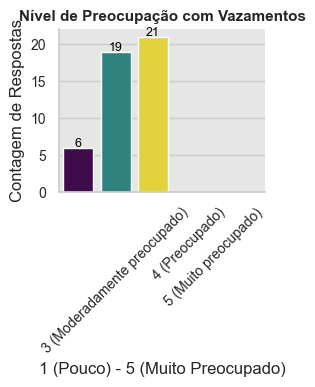 Nível de Preocupação com Vazamentos
Contagem de Respostas
20
15
10
5
0
6
19
21
3 (Moderadamente preocupado)
4 (Preocupado)
5 (Muito preocupado)
1 (Pouco) - 5 (Muito Preocupado)